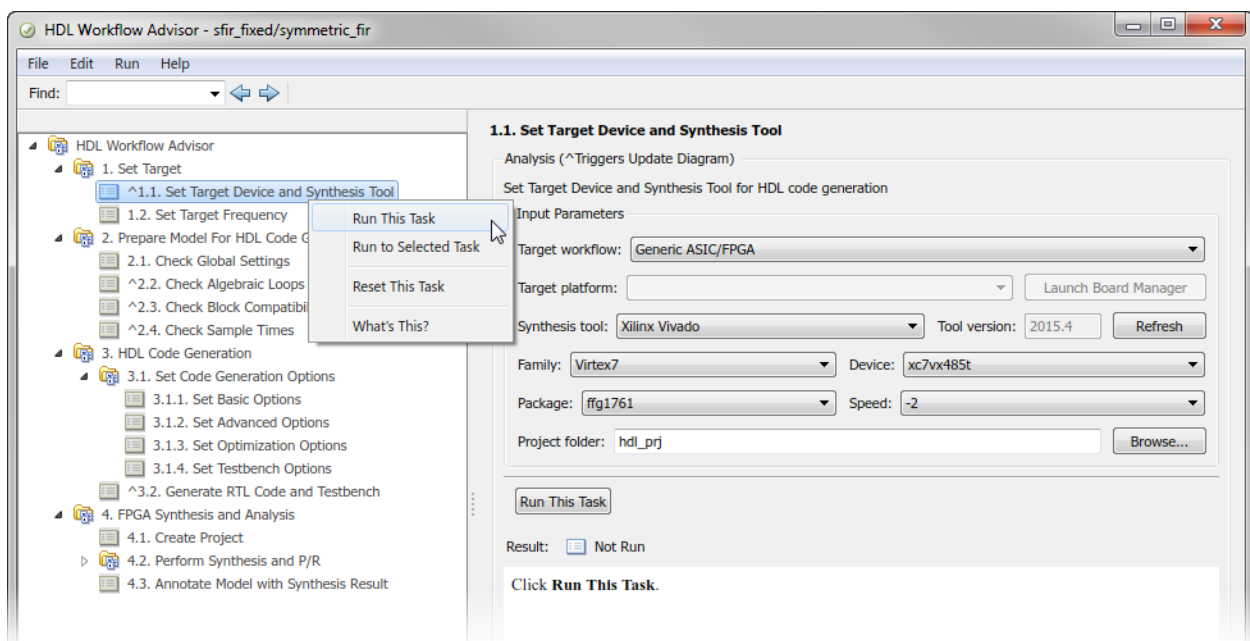 HDL Workflow Advisor - sfir_fixed/symmetric_fir
File Edit Run Help
Find:
HDL Workflow Advisor
1. Set Target
^1.1. Set Target Device and Synthesis Tool
1.2. Set Target Frequency
2. Prepare Model For HDL Code G
2.1. Check Global Settings
^2.2. Check Algebraic Loops
^2.3. Check Block Compatibil
^2.4. Check Sample Times
3. HDL Code Generation
3.1. Set Code Generation Options
3.1.1. Set Basic Options
3.1.2. Set Advanced Options
3.1.3. Set Optimization Options
3.1.4. Set Testbench Options
^3.2. Generate RTL Code and Testbench
4. FPGA Synthesis and Analysis
4.1. Create Project
4.2. Perform Synthesis and P/R
4.3. Annotate Model with Synthesis Result
Run This Task
Run to Selected Task
Reset This Task
What's This?
1.1. Set Target Device and Synthesis Tool
Analysis (^Triggers Update Diagram)
Set Target Device and Synthesis Tool for HDL code generation
Input Parameters
Target workflow: Generic ASIC/FPGA
Target platform: Launch Board Manager
Synthesis tool: Xilinx Vivado Tool version: 2015.4 Refresh
Family: Virtex7 Device: xc7vx485t
Package: ffg1761 Speed: -2
Project folder: hdl_prj Browse...
Run This Task
Result: Not Run
Click Run This Task.